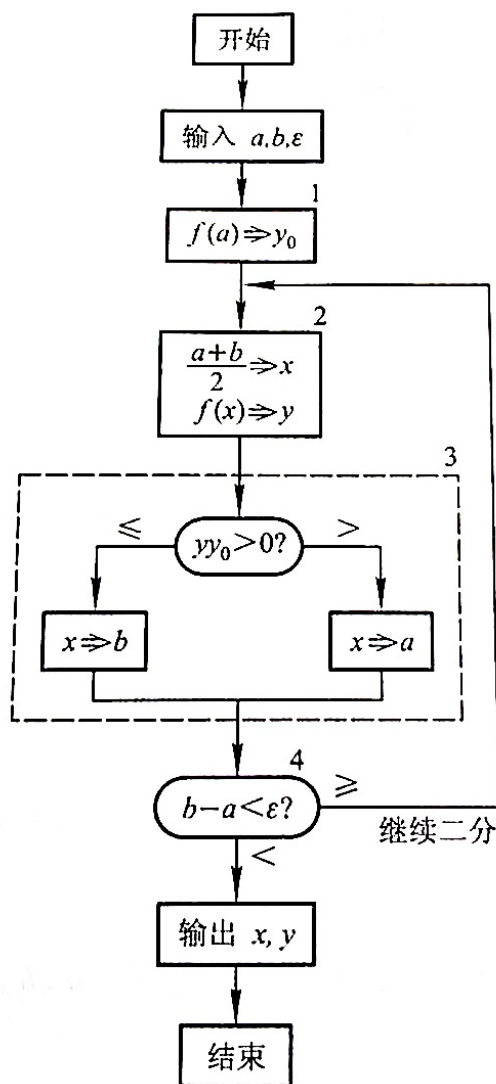 开始
输入 a,b,ε
1
f(a)⇒y₀
2
a+b/2⇒x
f(x)⇒y
3
≤ yy₀>0? >
x⇒b x⇒a
4
b−a<ε? ≥
继续二分
<
输出 x, y
结束